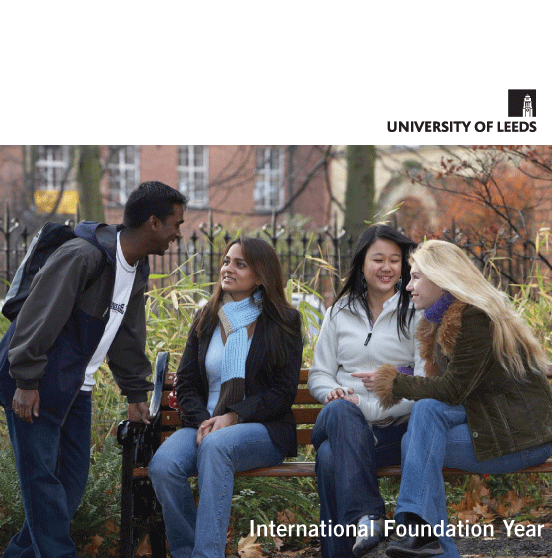 UNIVERSITY OF LEEDS
International Foundation Year